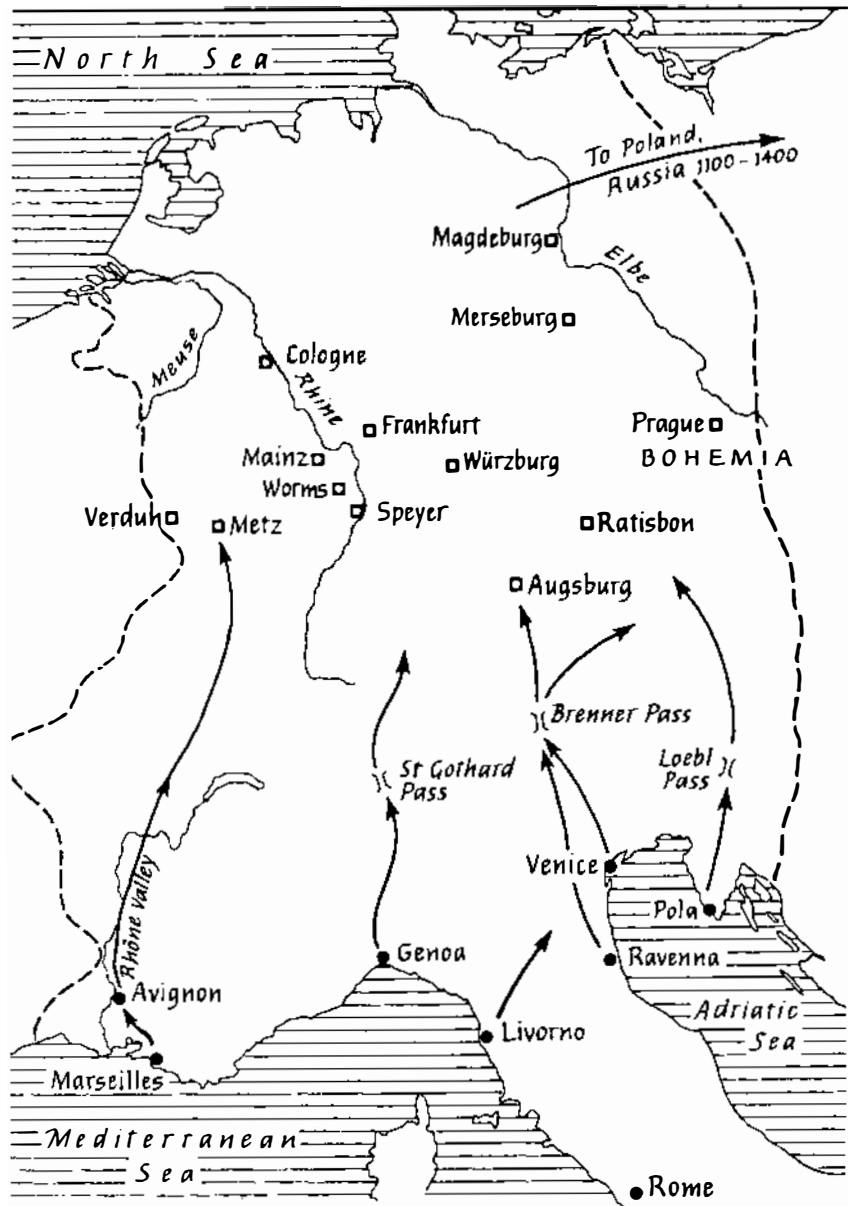 North Sea
To Poland,
Russia 1100-1400
Magdeburg
Elbe
Merseburg
Meuse
Cologne
Rhine
Frankfurt
Prague
BOHEMIA
Mainz
Würzburg
Worms
Verdun
Metz
Speyer
Ratisbon
Augsburg
Brenner Pass
St Gothard
Pass
Loebl
Pass
Rhône valley
Venice
Pola
Genoa
Ravenna
Avignon
Adriatic
Sea
Livorno
Marseilles
Mediterranean
Sea
Rome